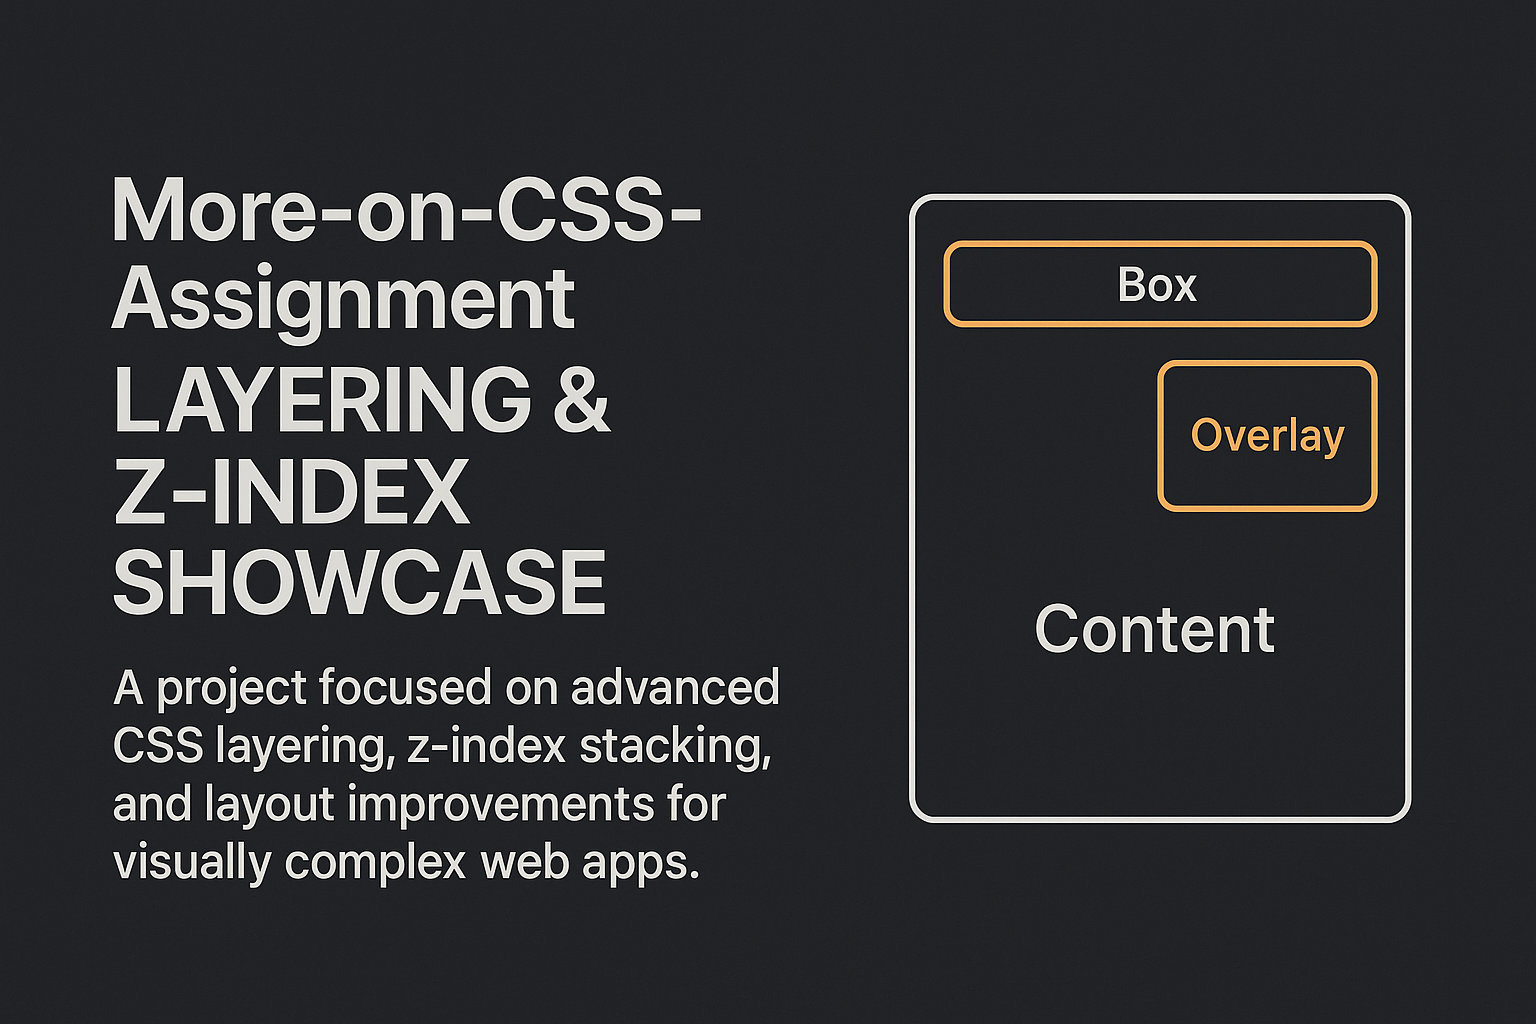 More-on-CSS-
Assignment
LAYERING &
Z-INDEX
SHOWCASE
A project focused on advanced
CSS layering, z-index stacking,
and layout improvements for
visually complex web apps.
Box
Overlay
Content